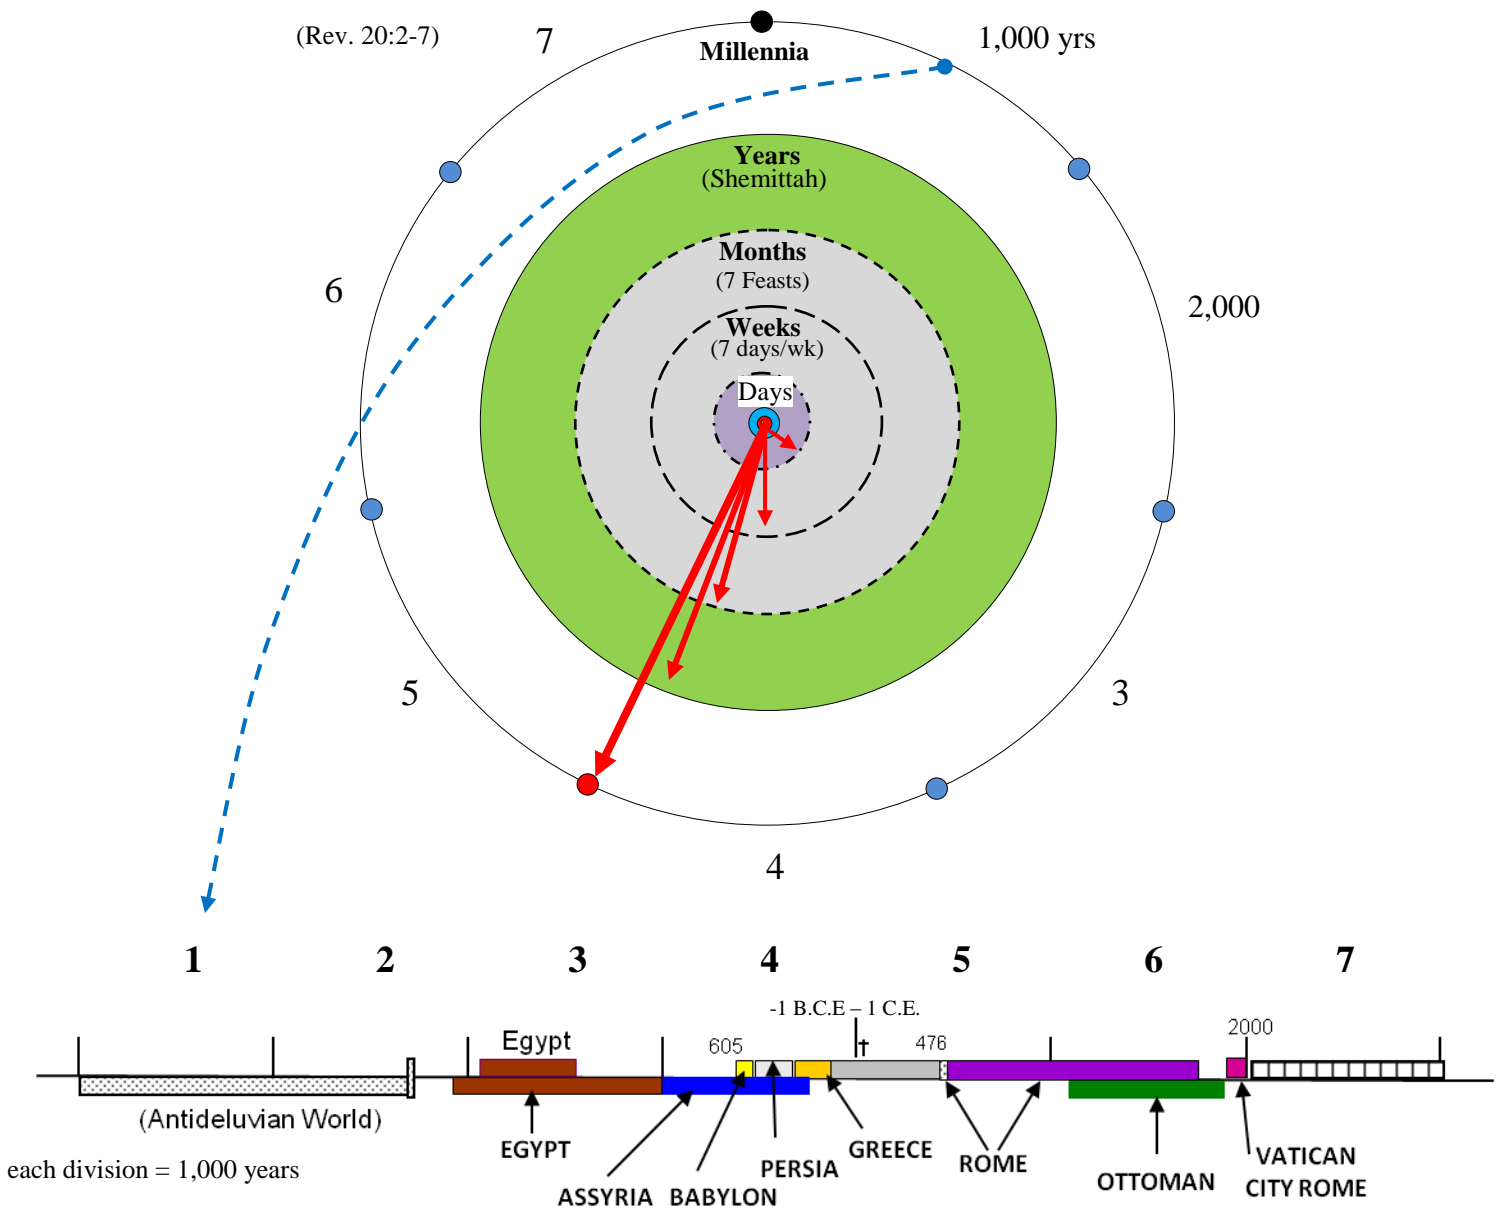 (Rev. 20:2-7)
7
Millennia
1,000 yrs
Years
(Shemittah)
Months
(7 Feasts)
6
2,000
Weeks
(7 days/wk)
Days
5
3
4
1 2 3 4 5 6 7
-1 B.C.E – 1 C.E.
Egypt
605
476
2000
(Antideluvian World)
EGYPT
GREECE
ROME
PERSIA
VATICAN
CITY ROME
each division = 1,000 years
ASSYRIA
BABYLON
OTTOMAN